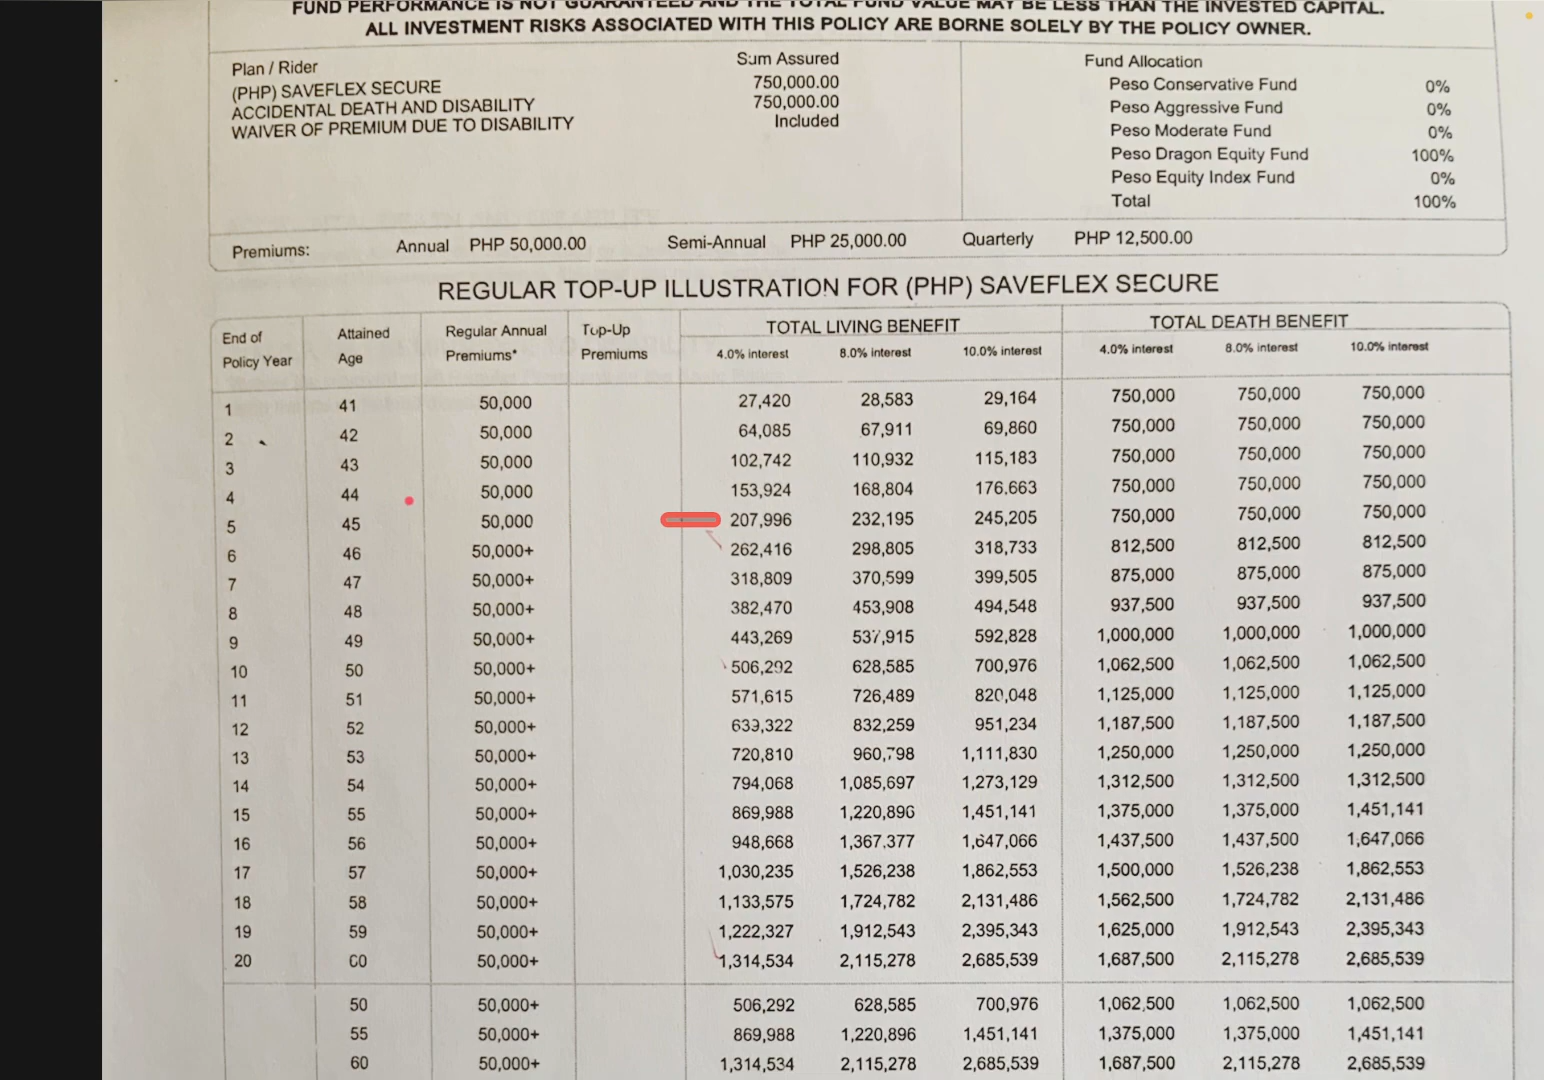 FUND PERFORMANCE IS NOT GUARANTEED AND THE TOTAL FUND VALUE MAY BE LESS THAN THE INVESTED CAPITAL.
ALL INVESTMENT RISKS ASSOCIATED WITH THIS POLICY ARE BORNE SOLELY BY THE POLICY OWNER.
Plan / Rider Sum Assured
(PHP) SAVEFLEX SECURE 750,000.00
ACCIDENTAL DEATH AND DISABILITY 750,000.00
WAIVER OF PREMIUM DUE TO DISABILITY Included
Fund Allocation
Peso Conservative Fund 0%
Peso Aggressive Fund 0%
Peso Moderate Fund 0%
Peso Dragon Equity Fund 100%
Peso Equity Index Fund 0%
Total 100%
Premiums: Annual PHP 50,000.00 Semi-Annual PHP 25,000.00 Quarterly PHP 12,500.00
REGULAR TOP-UP ILLUSTRATION FOR (PHP) SAVEFLEX SECURE
End of Policy Year Attained Age Regular Annual Premiums* Top-Up Premiums TOTAL LIVING BENEFIT TOTAL DEATH BENEFIT
4.0% interest 8.0% interest 10.0% interest 4.0% interest 8.0% interest 10.0% interest
1 41 50,000 27,420 28,583 29,164 750,000 750,000 750,000
2 42 50,000 64,085 67,911 69,860 750,000 750,000 750,000
3 43 50,000 102,742 110,932 115,183 750,000 750,000 750,000
4 44 50,000 153,924 168,804 176,663 750,000 750,000 750,000
5 45 50,000 207,996 232,195 245,205 750,000 750,000 750,000
6 46 50,000+ 262,416 298,805 318,733 812,500 812,500 812,500
7 47 50,000+ 318,809 370,599 399,505 875,000 875,000 875,000
8 48 50,000+ 382,470 453,908 494,548 937,500 937,500 937,500
9 49 50,000+ 443,269 537,915 592,828 1,000,000 1,000,000 1,000,000
10 50 50,000+ 506,292 628,585 700,976 1,062,500 1,062,500 1,062,500
11 51 50,000+ 571,615 726,489 820,048 1,125,000 1,125,000 1,125,000
12 52 50,000+ 639,322 832,259 951,234 1,187,500 1,187,500 1,187,500
13 53 50,000+ 720,810 960,798 1,111,830 1,250,000 1,250,000 1,250,000
14 54 50,000+ 794,068 1,085,697 1,273,129 1,312,500 1,312,500 1,312,500
15 55 50,000+ 869,988 1,220,896 1,451,141 1,375,000 1,375,000 1,451,141
16 56 50,000+ 948,668 1,367,377 1,647,066 1,437,500 1,437,500 1,647,066
17 57 50,000+ 1,030,235 1,526,238 1,862,553 1,500,000 1,526,238 1,862,553
18 58 50,000+ 1,133,575 1,724,782 2,131,486 1,562,500 1,724,782 2,131,486
19 59 50,000+ 1,222,327 1,912,543 2,395,343 1,625,000 1,912,543 2,395,343
20 60 50,000+ 1,314,534 2,115,278 2,685,539 1,687,500 2,115,278 2,685,539
50 50,000+ 506,292 628,585 700,976 1,062,500 1,062,500 1,062,500
55 50,000+ 869,988 1,220,896 1,451,141 1,375,000 1,375,000 1,451,141
60 50,000+ 1,314,534 2,115,278 2,685,539 1,687,500 2,115,278 2,685,539